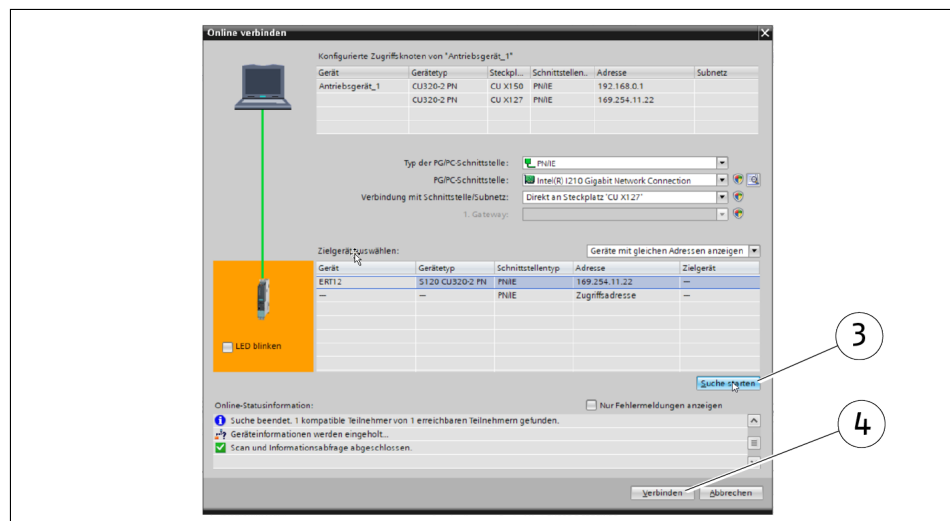 Online verbinden
Konfigurierte Zugriffsknoten von "Antriebsgerät_1"
Gerät Gerätetyp Steckpl... Schnittstellen.. Adresse Subnetz
Antriebsgerät_1 CU320-2 PN CU X150 PN/IE 192.168.0.1
CU320-2 PN CU X127 PN/IE 169.254.11.22
Typ der PG/PC-Schnittstelle: PN/IE
PG/PC-Schnittstelle: Intel(R) I210 Gigabit Network Connection
Verbindung mit Schnittstelle/Subnetz: Direkt an Steckplatz 'CU X127'
1. Gateway:
Zielgerät auswählen: Geräte mit gleichen Adressen anzeigen
Gerät Gerätetyp Schnittstellentyp Adresse Zielgerät
ERT12 S120 CU320-2 PN PN/IE 169.254.11.22 —
— — PN/IE Zugriffsadresse —
LED blinken
3
Suche starten
Online-Statusinformation: Nur Fehlermeldungen anzeigen
Suche beendet. 1 kompatible Teilnehmer von 1 erreichbaren Teilnehmern gefunden.
Geräteinformationen werden eingeholt...
Scan und Informationsabfrage abgeschlossen.
4
Verbinden Abbrechen